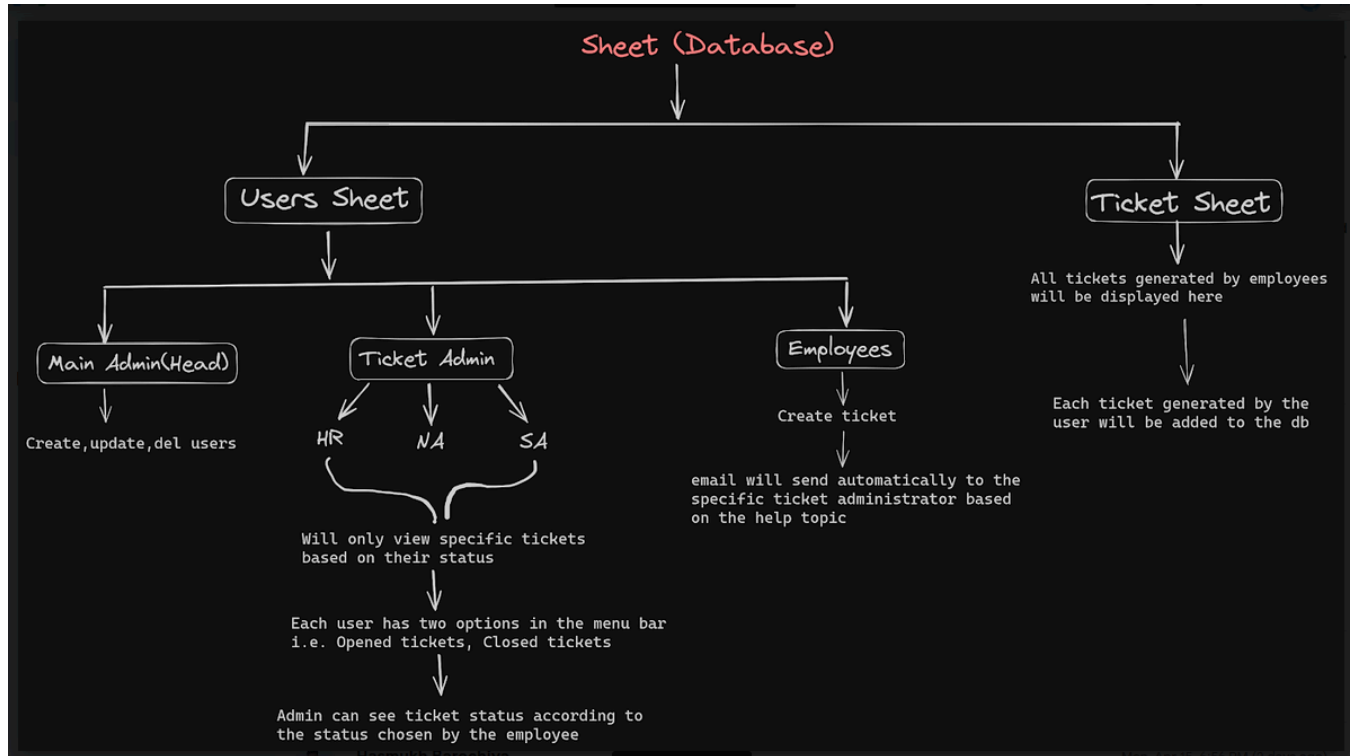 Sheet (Database)
Users Sheet
Ticket Sheet
All tickets generated by employees
will be displayed here
Main Admin(Head)
Ticket Admin
Employees
Create,update,del users
HR
NA
SA
Create ticket
Each ticket generated by the
user will be added to the db
email will send automatically to the
specific ticket administrator based
on the help topic
Will only view specific tickets
based on their status
Each user has two options in the menu bar
i.e. Opened tickets, Closed tickets
Admin can see ticket status according to
the status chosen by the employee